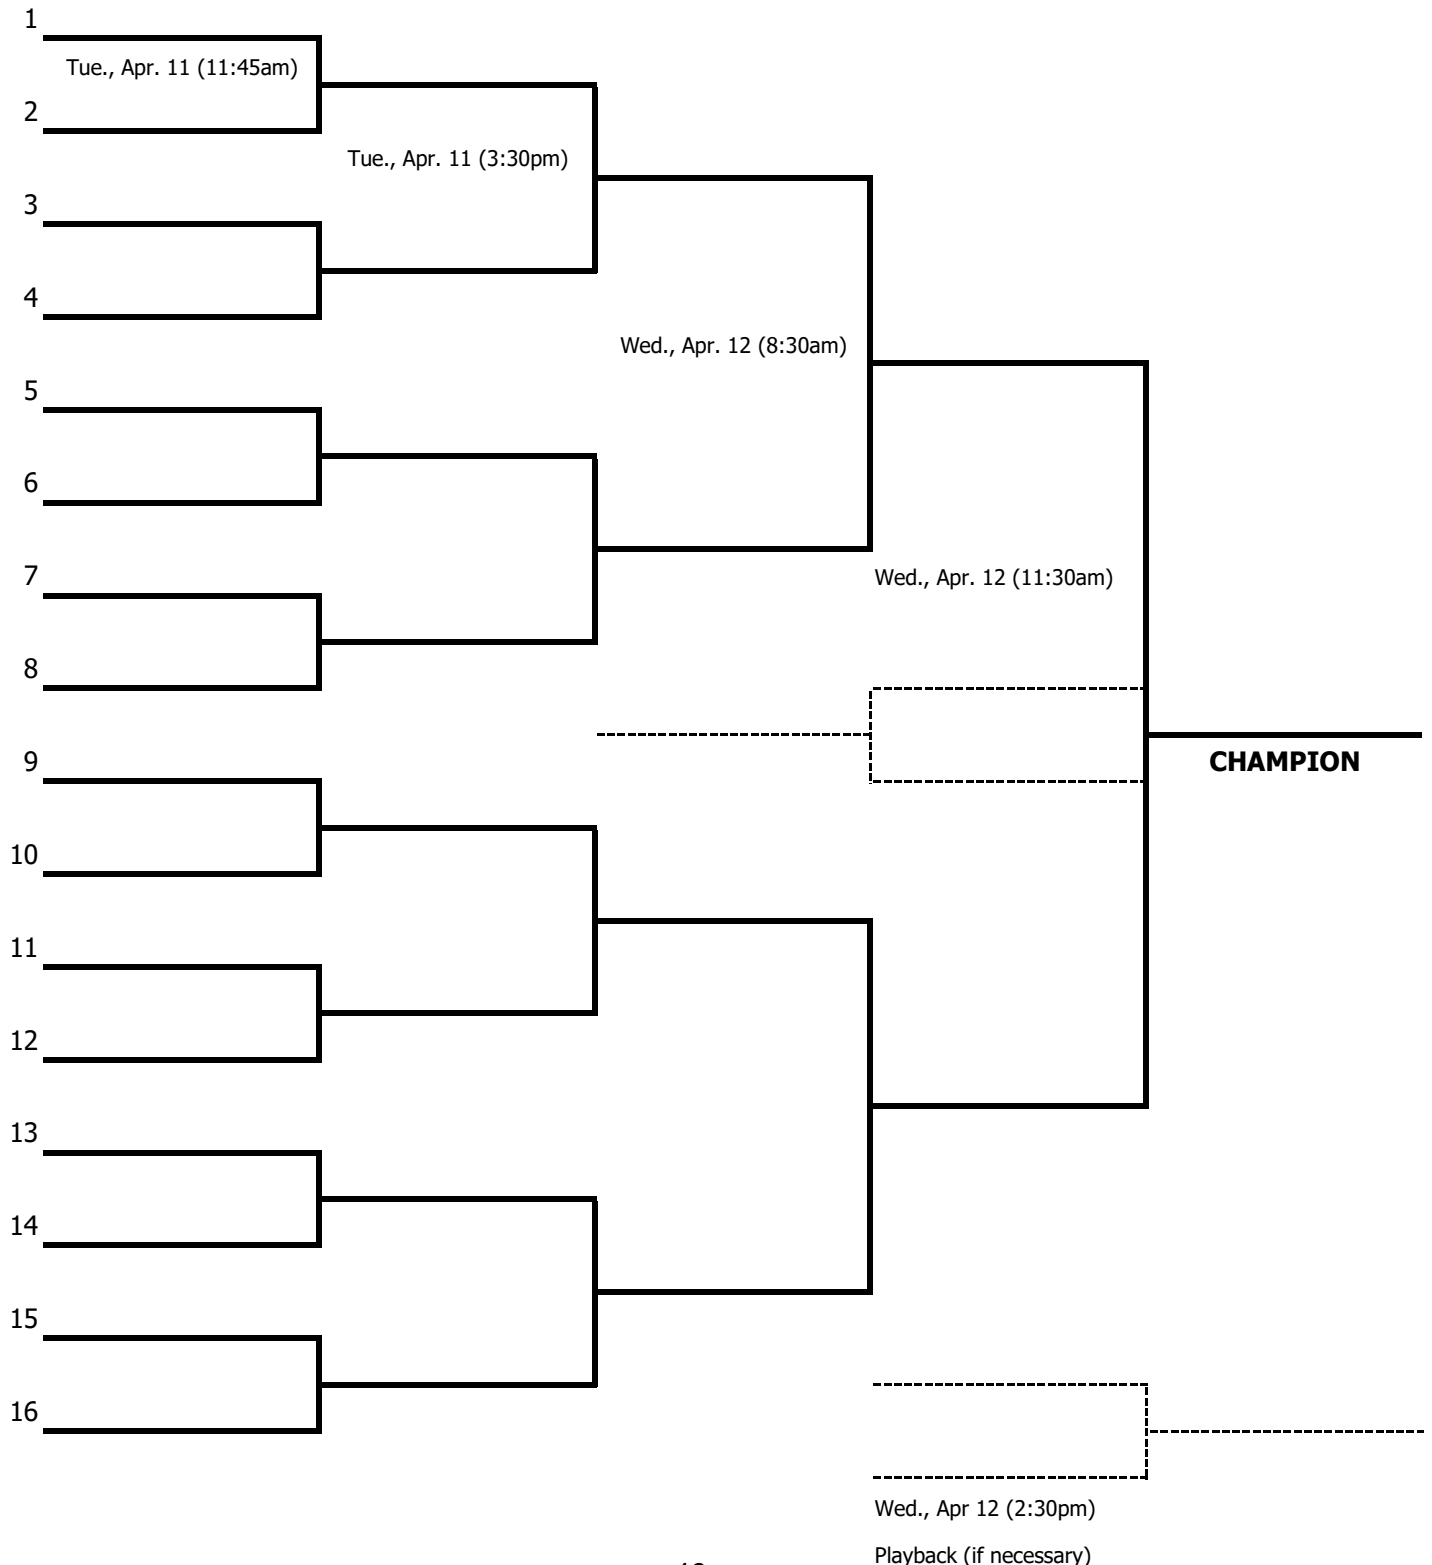 1
Tue., Apr. 11 (11:45am)
2
Tue., Apr. 11 (3:30pm)
3
4
Wed., Apr. 12 (8:30am)
5
6
7
Wed., Apr. 12 (11:30am)
8
9
CHAMPION
10
11
12
13
14
15
16
Wed., Apr 12 (2:30pm)
Playback (if necessary)